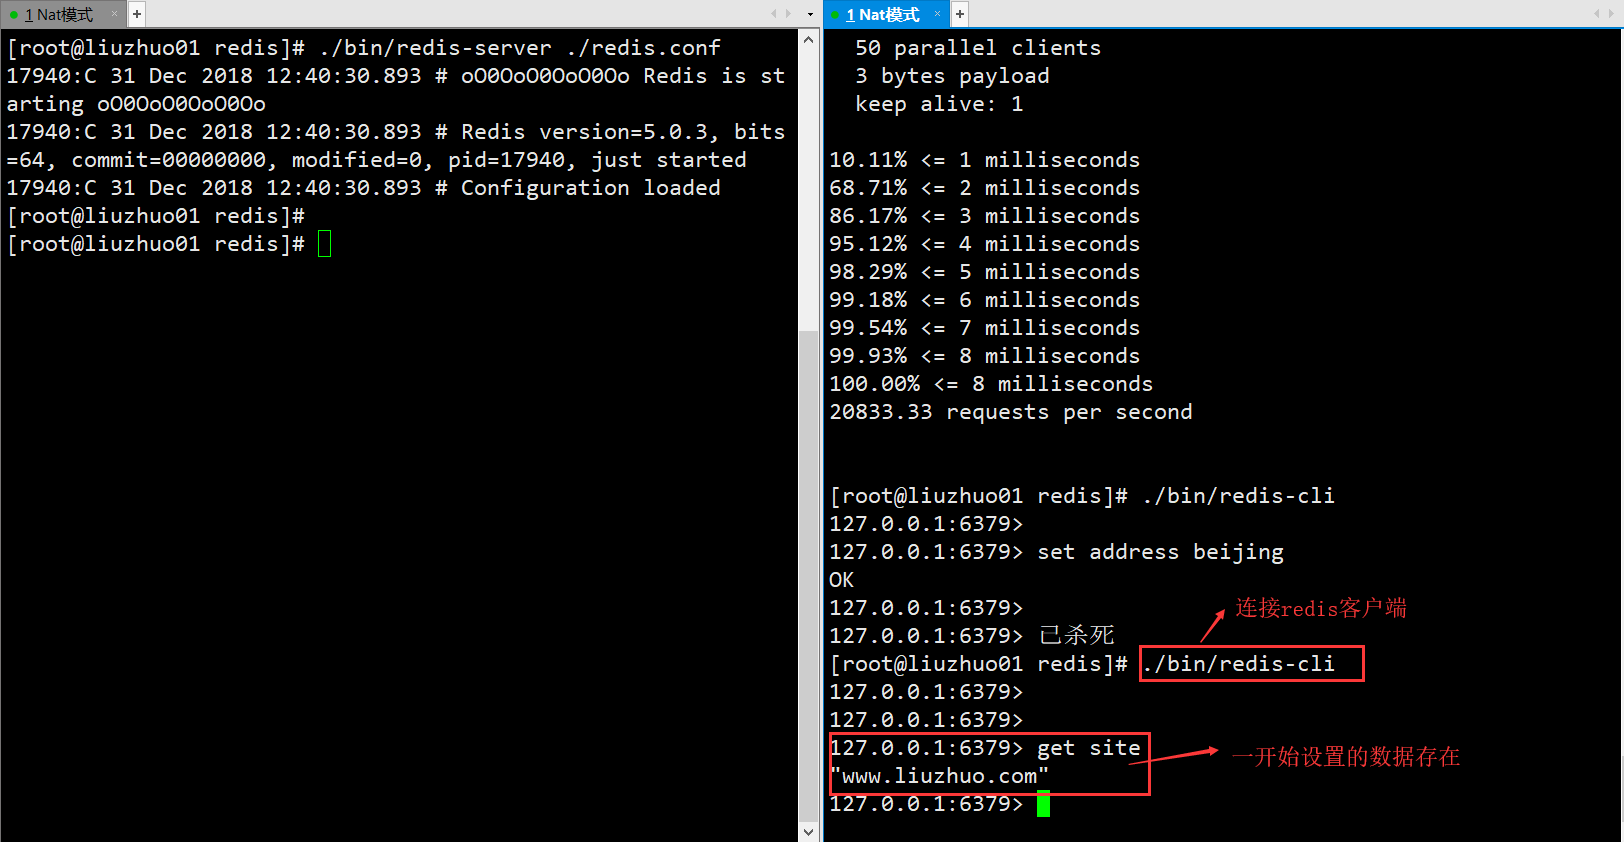 1 Nat模式
[root@liuzhuo01 redis]# ./bin/redis-server ./redis.conf
17940:C 31 Dec 2018 12:40:30.893 # oO0OoO0OoO0Oo Redis is st
arting oO0OoO0OoO0Oo
17940:C 31 Dec 2018 12:40:30.893 # Redis version=5.0.3, bits
=64, commit=00000000, modified=0, pid=17940, just started
17940:C 31 Dec 2018 12:40:30.893 # Configuration loaded
[root@liuzhuo01 redis]#
[root@liuzhuo01 redis]#
1 Nat模式
50 parallel clients
3 bytes payload
keep alive: 1
10.11% <= 1 milliseconds
68.71% <= 2 milliseconds
86.17% <= 3 milliseconds
95.12% <= 4 milliseconds
98.29% <= 5 milliseconds
99.18% <= 6 milliseconds
99.54% <= 7 milliseconds
99.93% <= 8 milliseconds
100.00% <= 8 milliseconds
20833.33 requests per second
[root@liuzhuo01 redis]# ./bin/redis-cli
127.0.0.1:6379>
127.0.0.1:6379> set address beijing
OK
127.0.0.1:6379>
连接redis客户端
127.0.0.1:6379> 已杀死
[root@liuzhuo01 redis]# ./bin/redis-cli
127.0.0.1:6379>
127.0.0.1:6379>
127.0.0.1:6379> get site
一开始设置的数据存在
"www.liuzhuo.com"
127.0.0.1:6379>